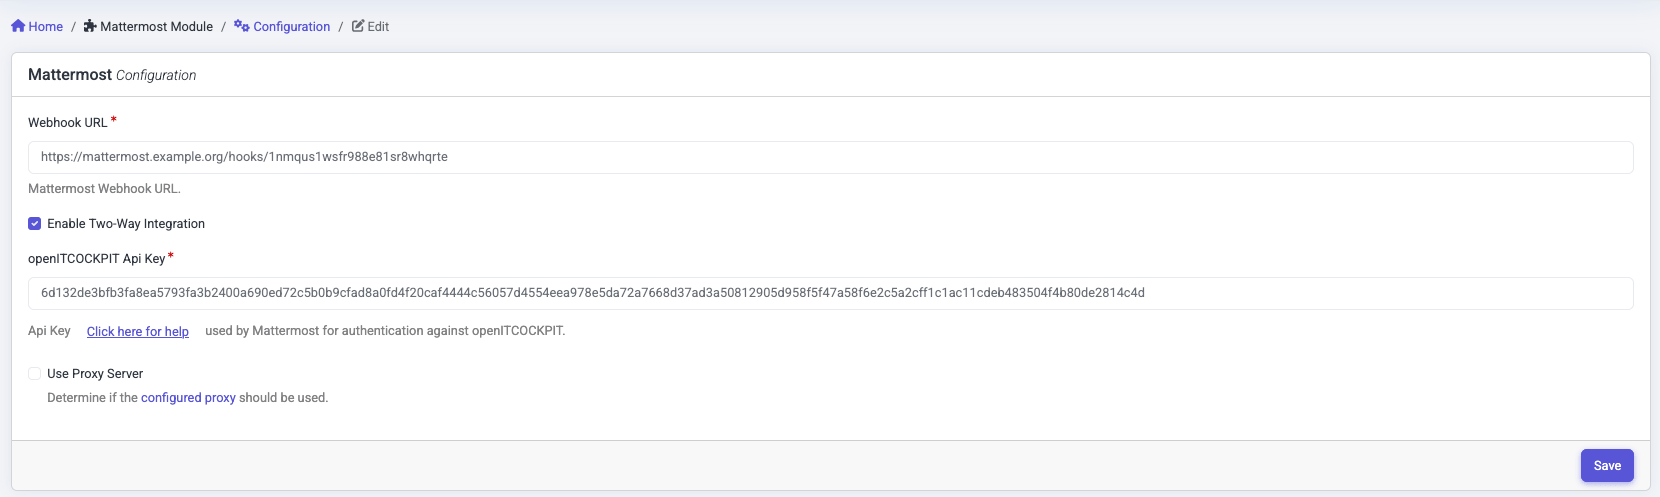 Home / Mattermost Module / Configuration / Edit
Mattermost Configuration
Webhook URL *
https://mattermost.example.org/hooks/1nmqus1wsfr988e81sr8whqrte
Mattermost Webhook URL.
Enable Two-Way Integration
openITCOCKPIT Api Key *
6d132de3bfb3fa8ea5793fa3b2400a690ed72c5b0b9cfad8a0fd4f20caf4444c56057d4554eea978e5da72a7668d37ad3a50812905d958f5f47a58f6e2c5a2cff1c1ac11cdeb483504f4b80de2814c4d
Api Key Click here for help used by Mattermost for authentication against openITCOCKPIT.
Use Proxy Server
Determine if the configured proxy should be used.
Save